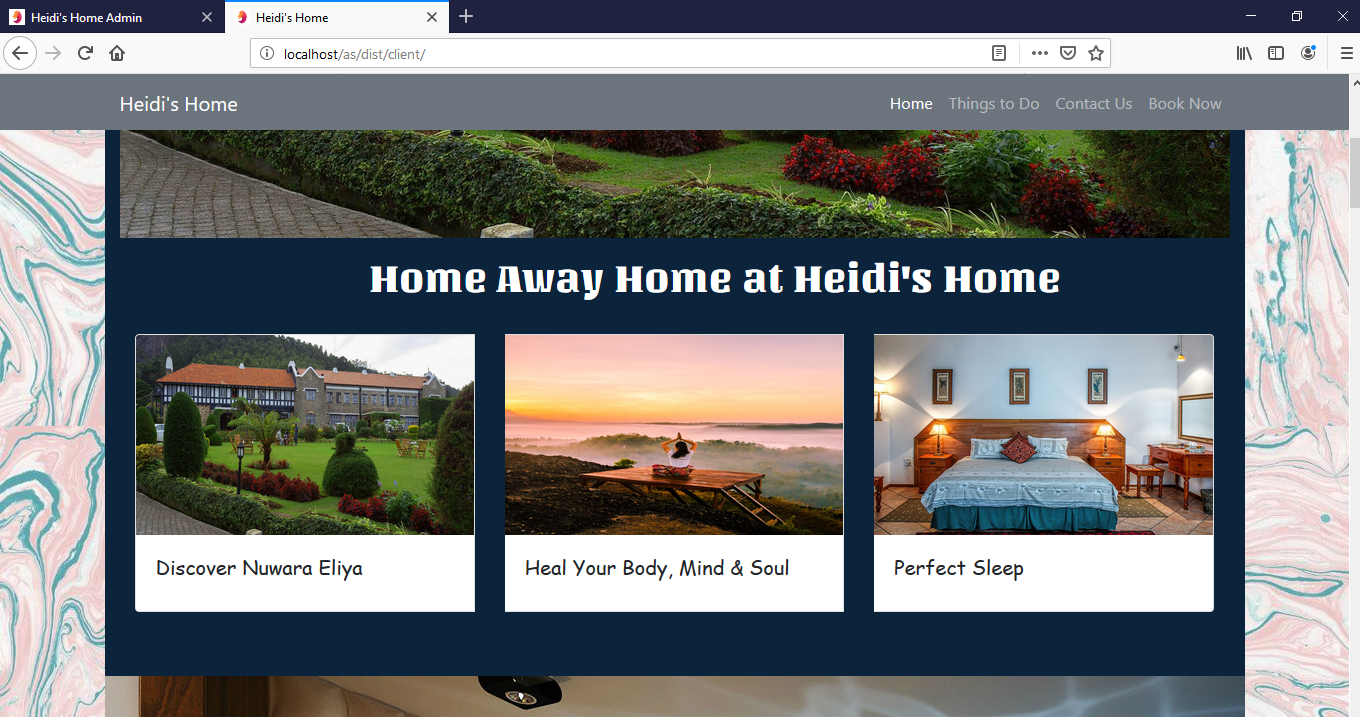 Heidi's Home Admin
Heidi's Home
localhost/as/dist/client/
Heidi's Home
Home Things to Do Contact Us Book Now
Home Away Home at Heidi's Home
Discover Nuwara Eliya
Heal Your Body, Mind & Soul
Perfect Sleep